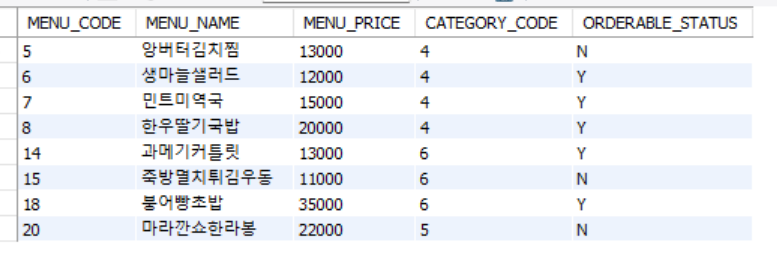 MENU_CODE MENU_NAME MENU_PRICE CATEGORY_CODE ORDERABLE_STATUS
5 앙버터김치찜 13000 4 N
6 생마늘샐러드 12000 4 Y
7 민트미역국 15000 4 Y
8 한우딸기국밥 20000 4 Y
14 과메기커틀릿 13000 6 Y
15 죽방멸치튀김우동 11000 6 N
18 붕어빵초밥 35000 6 Y
20 마라깐쇼한라봉 22000 5 N